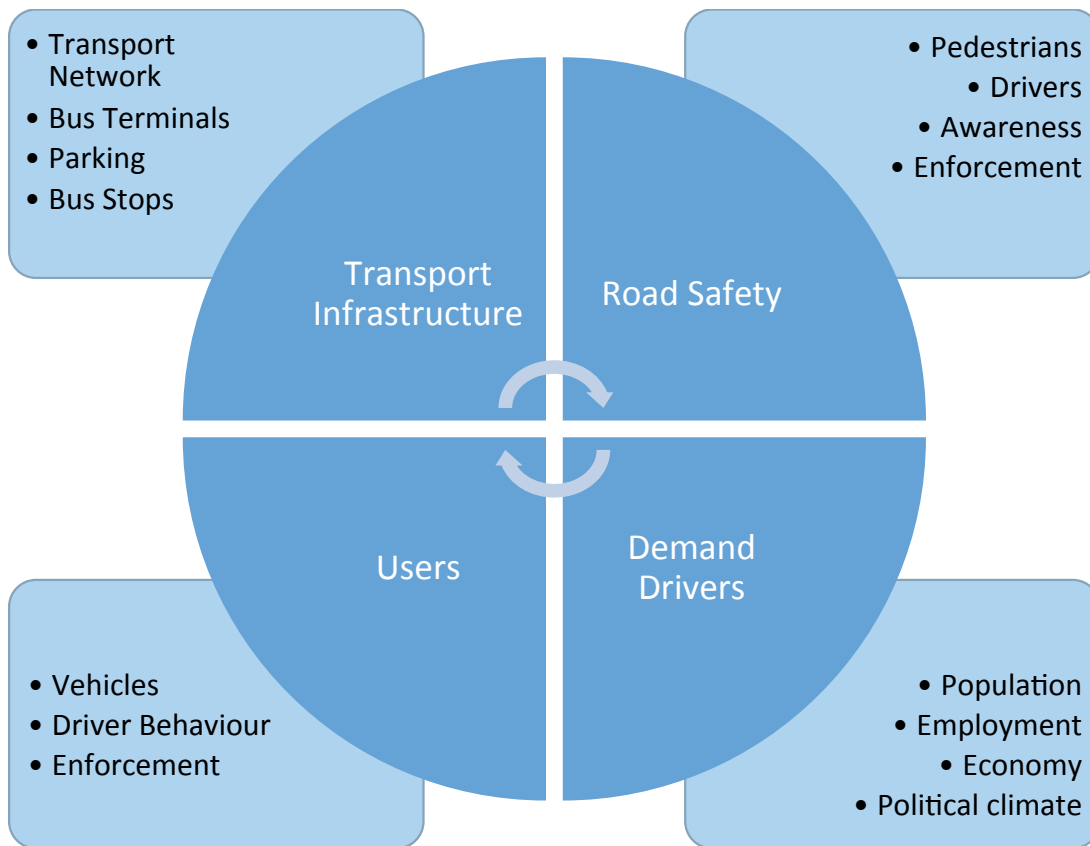 • Transport
Network
• Bus Terminals
• Parking
• Bus Stops
• Pedestrians
• Drivers
• Awareness
• Enforcement
Transport
Infrastructure
Road Safety
Users
Demand
Drivers
• Vehicles
• Driver Behaviour
• Enforcement
• Population
• Employment
• Economy
• Political climate